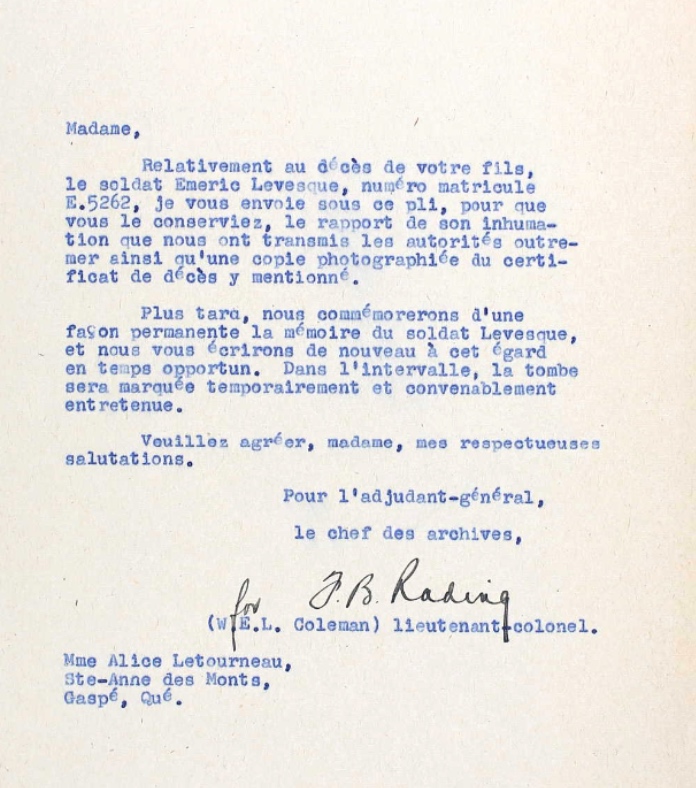 Madame,
Relativement au décès de votre fils,
le soldat Emeric Levesque, numéro matricule
E.5262, je vous envoie sous ce pli, pour que
vous le conserviez, le rapport de son inhuma-
tion que nous ont transmis les autorités outre-
mer ainsi qu'une copie photographiée du certi-
ficat de décès y mentionné.
Plus tard, nous commémorerons d'une
façon permanente la mémoire du soldat Levesque,
et nous vous écrirons de nouveau à cet égard
en temps opportun. Dans l'intervalle, la tombe
sera marquée temporairement et convenablement
entretenue.
Veuillez agréer, madame, mes respectueuses
salutations.
Pour l'adjudant-général,
le chef des archives,
for F.B. Rading
(W.E.L. Coleman) lieutenant-colonel.
Mme Alice Letourneau,
Ste-Anne des Monts,
Gaspé, Qué.